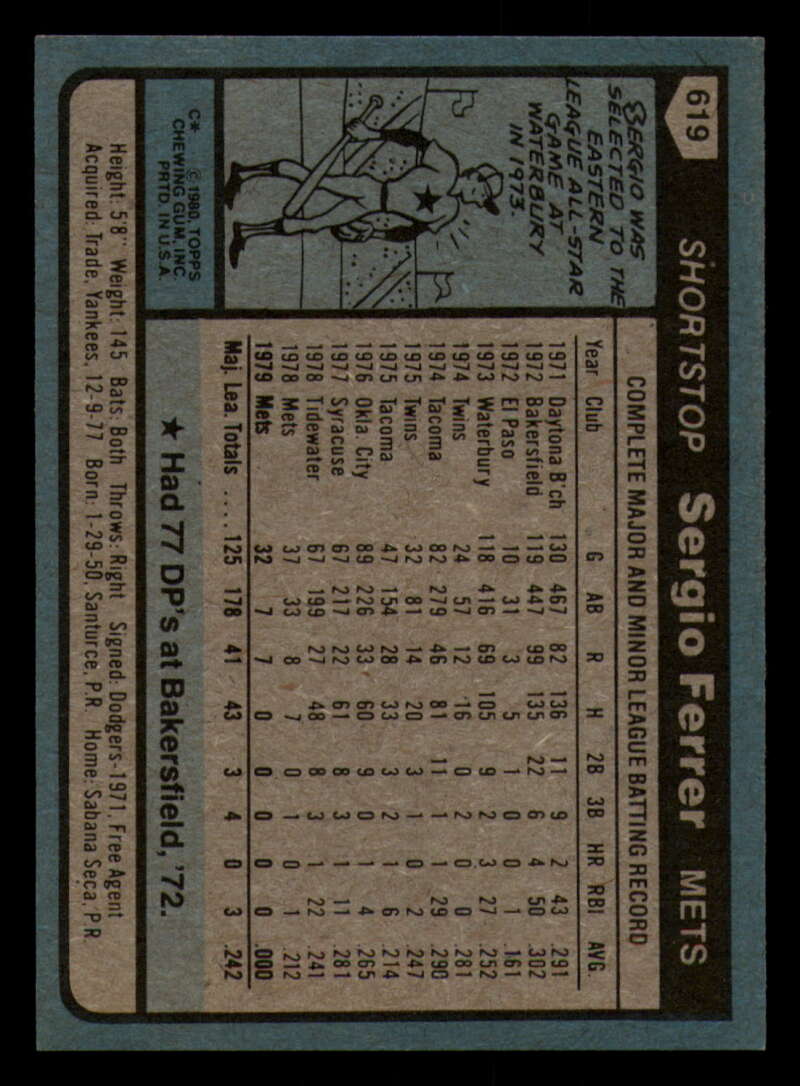 619
SHORTSTOP Sergio Ferrer METS
SERGIO WAS
SELECTED TO THE
EASTERN
LEAGUE ALL-STAR
GAME AT
WATERBURY
IN 1973.
C* © 1980 TOPPS
CHEWING GUM, INC.
PRTD. IN U.S.A.
COMPLETE MAJOR AND MINOR LEAGUE BATTING RECORD
Year Club G AB R H 2B 3B HR RBI AVG.
1971 Daytona B'ch 130 467 82 136 11 9 2 43 .291
1972 Bakersfield 119 447 99 135 22 6 4 50 .302
1972 El Paso 10 31 3 5 1 0 0 1 .161
1973 Waterbury 118 416 69 105 9 2 3 27 .252
1974 Twins 24 57 12 16 0 2 0 0 .281
1974 Tacoma 82 279 46 81 11 1 1 29 .290
1975 Twins 32 81 14 20 3 1 0 2 .247
1975 Tacoma 47 154 28 33 3 2 1 6 .214
1976 Okla. City 89 226 33 60 9 0 1 4 .265
1977 Syracuse 67 217 22 61 8 3 1 11 .281
1978 Tidewater 67 199 27 48 8 3 1 22 .241
1978 Mets 37 33 8 7 0 1 0 1 .212
1979 Mets 32 7 7 0 0 0 0 0 .000
Maj. Lea. Totals .... 125 178 41 43 3 4 0 3 .242
★ Had 77 DP's at Bakersfield, '72.
Height: 5'8" Weight: 145 Bats: Both Throws: Right Signed: Dodgers-1971, Free Agent
Acquired: Trade, Yankees, 12-9-77 Born: 1-29-50, Santurce, P.R. Home: Sabana Seca, P.R.